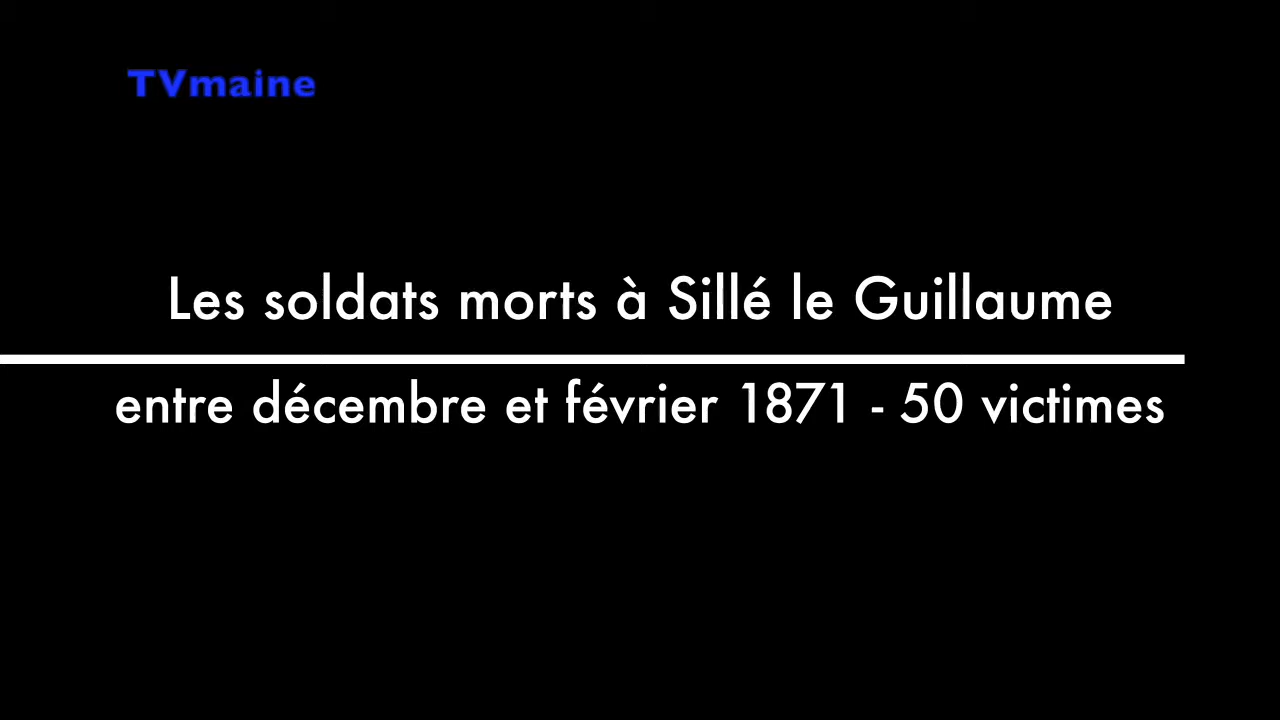 TVmaine
Les soldats morts à Sillé le Guillaume
entre décembre et février 1871 - 50 victimes